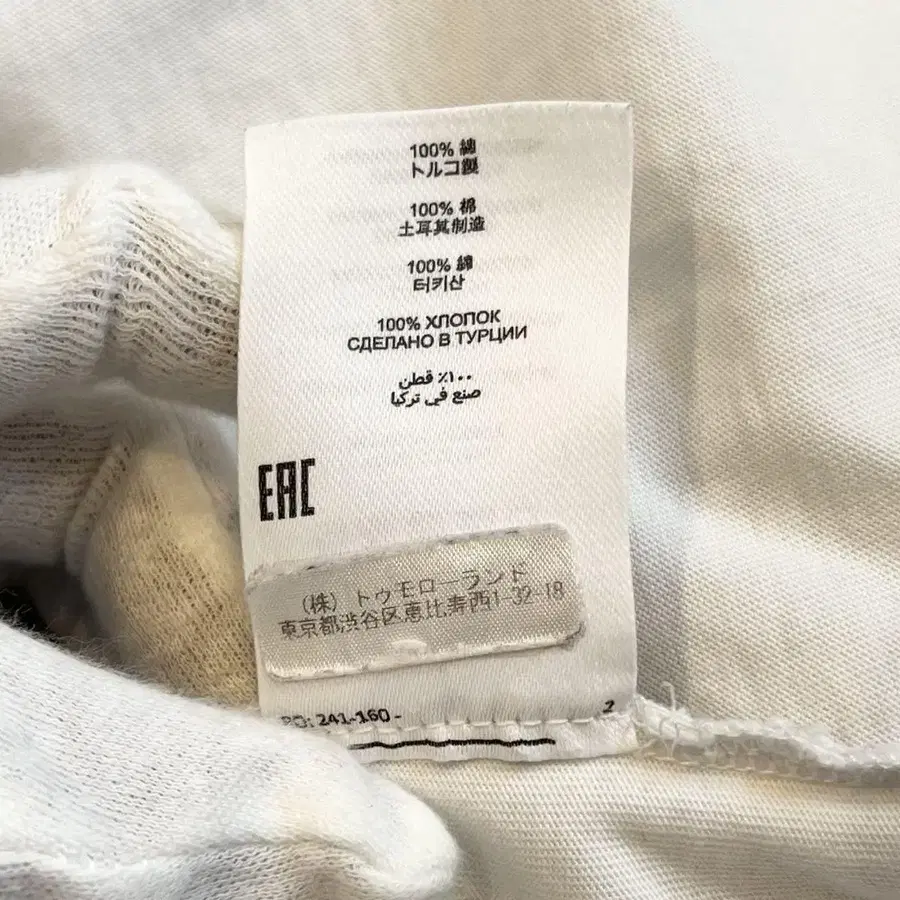 100% 綿
トルコ製
100% 棉
土耳其制造
100% 綿
터키산
100% ХЛОПОК
СДЕЛАНО В ТУРЦИИ
١٠٠٪ قطن
صنع في تركيا
EAC
(株) トゥモローランド
東京都渋谷区恵比寿西1-32-18
PO: 241-160-
2